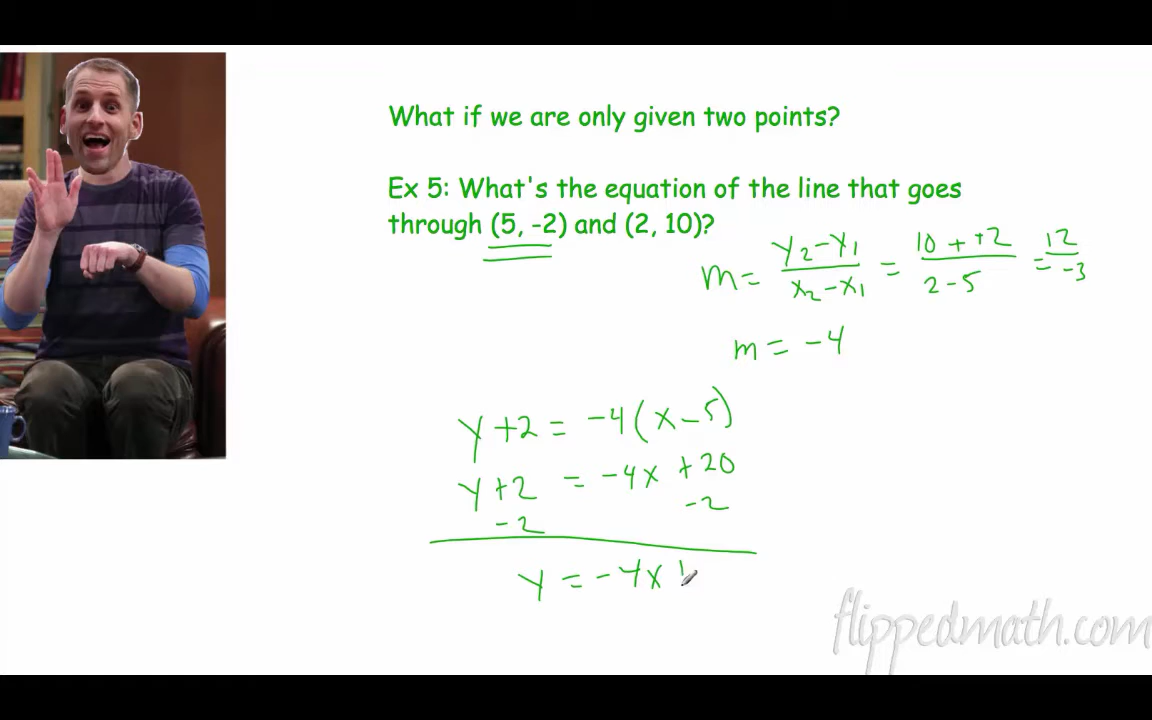 What if we are only given two points?
Ex 5: What's the equation of the line that goes
through (5, -2) and (2, 10)?
m = y₂-y₁/x₂-x₁ = 10 + +2/2-5 = 12/-3
m = -4
y +2 = -4(x-5)
y +2 = -4x +20
-2 -2
y = -4x
flippedmath.com